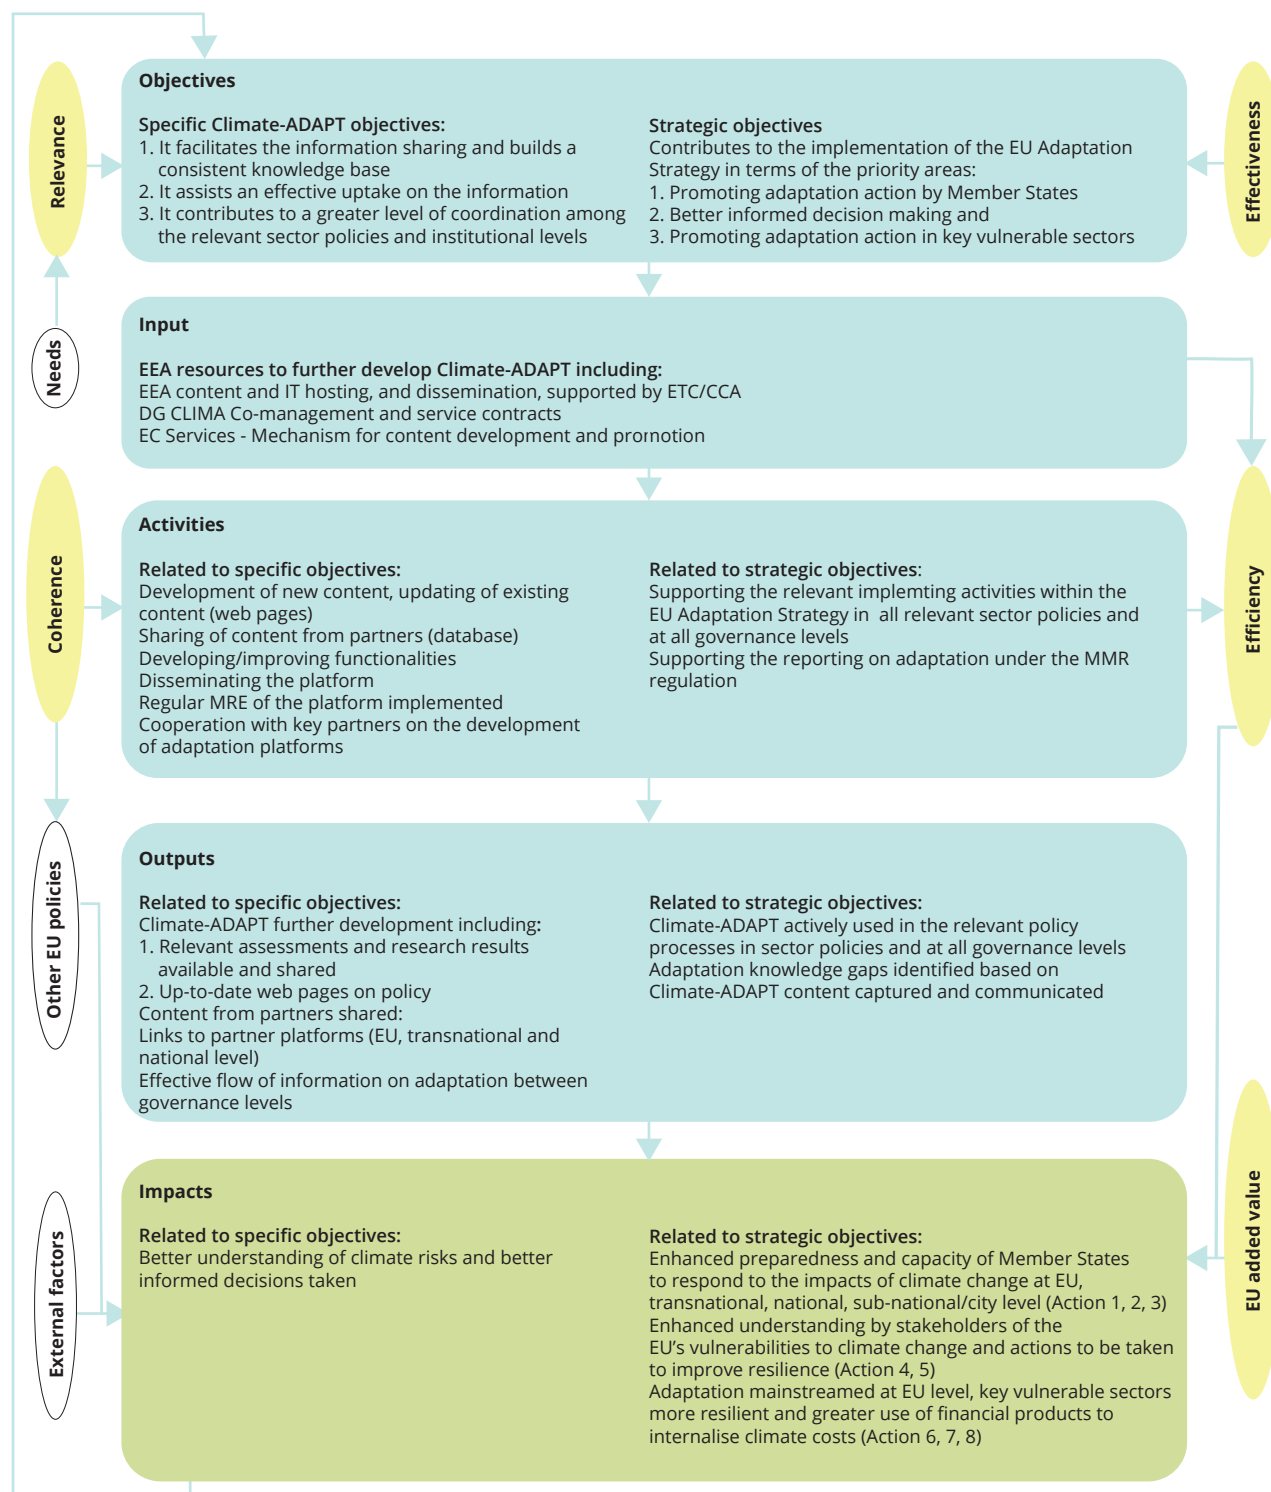 Relevance
Needs
Coherence
Other EU policies
External factors
Objectives
Specific Climate-ADAPT objectives:
1. It facilitates the information sharing and builds a
consistent knowledge base
2. It assists an effective uptake on the information
3. It contributes to a greater level of coordination among
the relevant sector policies and institutional levels
Strategic objectives
Contributes to the implementation of the EU Adaptation
Strategy in terms of the priority areas:
1. Promoting adaptation action by Member States
2. Better informed decision making and
3. Promoting adaptation action in key vulnerable sectors
Input
EEA resources to further develop Climate-ADAPT including:
EEA content and IT hosting, and dissemination, supported by ETC/CCA
DG CLIMA Co-management and service contracts
EC Services - Mechanism for content development and promotion
Activities
Related to specific objectives:
Development of new content, updating of existing
content (web pages)
Sharing of content from partners (database)
Developing/improving functionalities
Disseminating the platform
Regular MRE of the platform implemented
Cooperation with key partners on the development
of adaptation platforms
Related to strategic objectives:
Supporting the relevant implemting activities within the
EU Adaptation Strategy in all relevant sector policies and
at all governance levels
Supporting the reporting on adaptation under the MMR
regulation
Outputs
Related to specific objectives:
Climate-ADAPT further development including:
1. Relevant assessments and research results
available and shared
2. Up-to-date web pages on policy
Content from partners shared:
Links to partner platforms (EU, transnational and
national level)
Effective flow of information on adaptation between
governance levels
Related to strategic objectives:
Climate-ADAPT actively used in the relevant policy
processes in sector policies and at all governance levels
Adaptation knowledge gaps identified based on
Climate-ADAPT content captured and communicated
Impacts
Related to specific objectives:
Better understanding of climate risks and better
informed decisions taken
Related to strategic objectives:
Enhanced preparedness and capacity of Member States
to respond to the impacts of climate change at EU,
transnational, national, sub-national/city level (Action 1, 2, 3)
Enhanced understanding by stakeholders of the
EU's vulnerabilities to climate change and actions to be taken
to improve resilience (Action 4, 5)
Adaptation mainstreamed at EU level, key vulnerable sectors
more resilient and greater use of financial products to
internalise climate costs (Action 6, 7, 8)
Effectiveness
Efficiency
EU added value